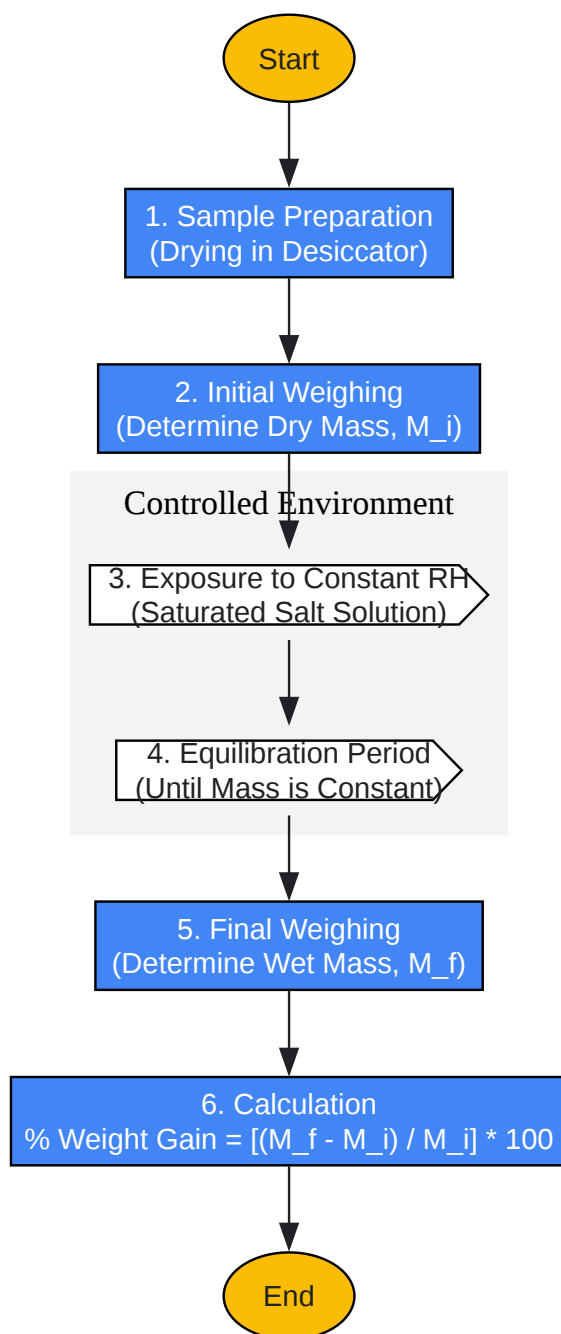 Start
1. Sample Preparation
(Drying in Desiccator)
2. Initial Weighing
(Determine Dry Mass, M_i)
Controlled Environment
3. Exposure to Constant RH
(Saturated Salt Solution)
4. Equilibration Period
(Until Mass is Constant)
5. Final Weighing
(Determine Wet Mass, M_f)
6. Calculation
% Weight Gain = [(M_f - M_i) / M_i] * 100
End